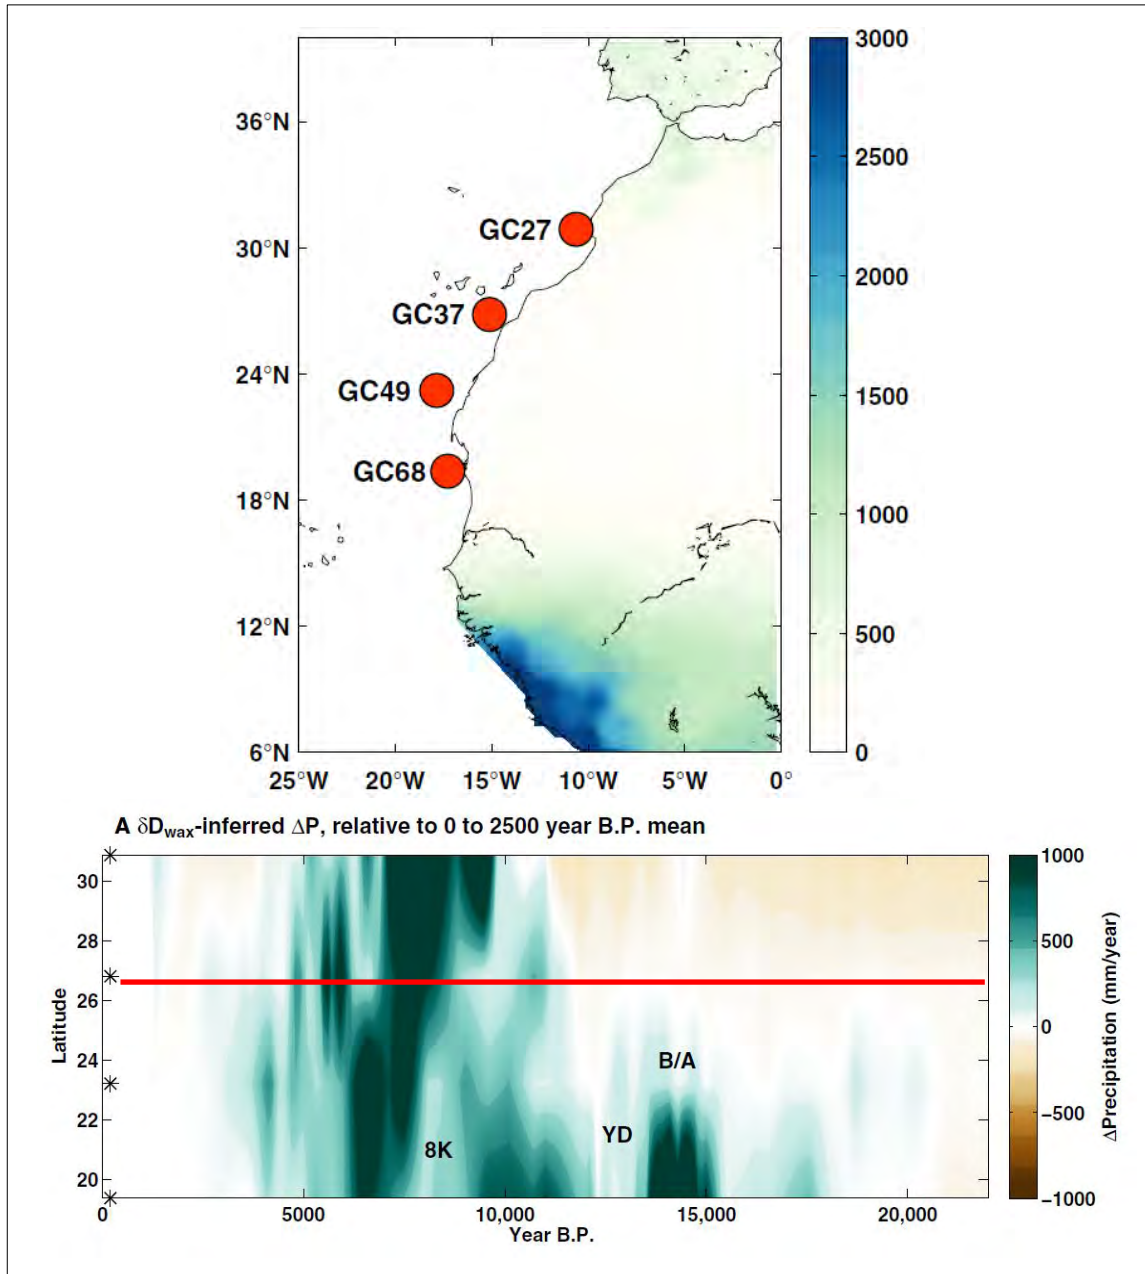 3000
36°N
2500
GC27
30°N
2000
GC37
24°N
GC49
1500
GC68
18°N
1000
12°N
500
6°N
0
25°W 20°W 15°W 10°W 5°W 0°
A δDwax-inferred ΔP, relative to 0 to 2500 year B.P. mean
30
28
26
24
22
20
Latitude
B/A
YD
8K
0 5000 10,000 15,000 20,000
Year B.P.
1000
500
0
−500
−1000
ΔPrecipitation (mm/year)